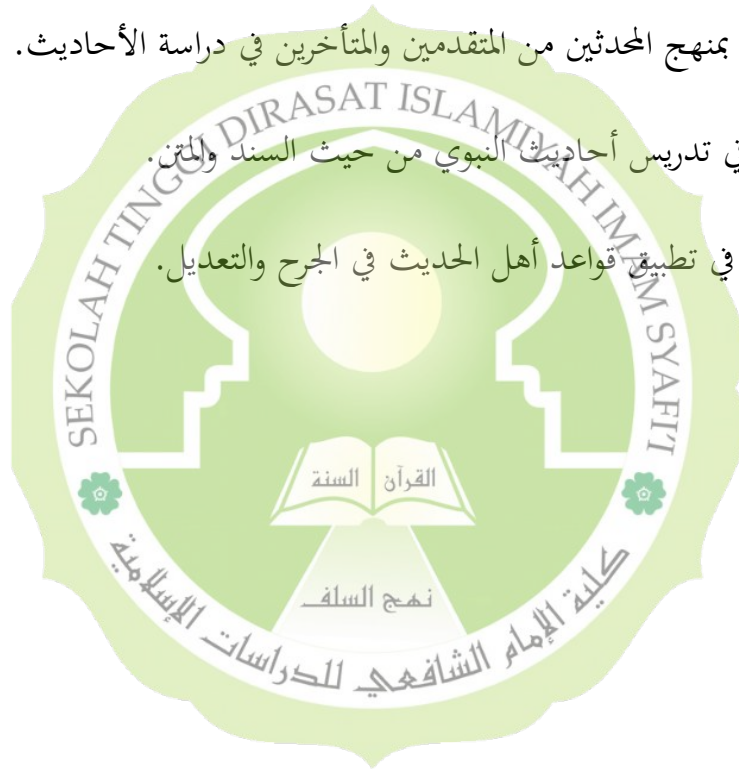 بمنهج المحدثين من المتقدمين والمتأخرين في دراسة الأحاديث.
تدريس أحاديث النبوي من حيث السند والمتن.
في تطبيق قواعد أهل الحديث في الجرح والتعديل.
SEKOLAH TINGGI DIRASAT ISLAMIYAH IMAM SYAFI'I
القرآن السنة
نهج السلف
كلية الإمام الشافعي للدراسات الإسلامية